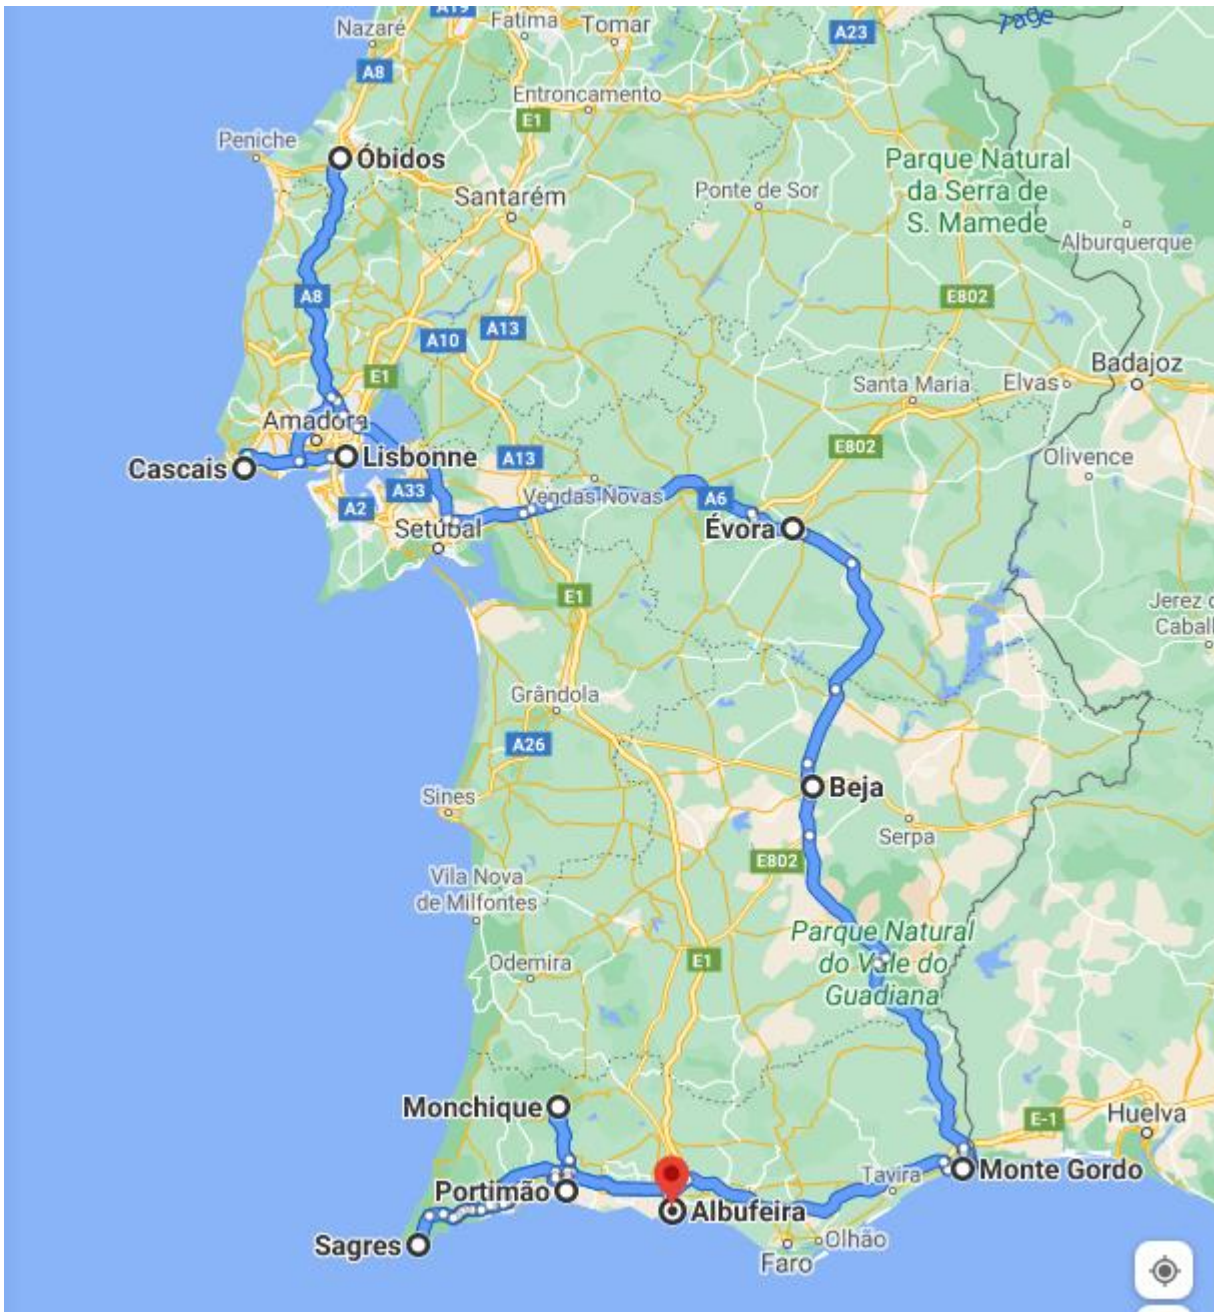 A19
Fatima
Tomar
Nazaré
A23
A8
Entroncamento
E1
Peniche
Óbidos
Parque Natural
da Serra de
S. Mamede
Santarém
Ponte de Sor
Alburquerque
A8
E802
A10
A13
E1
Badajoz
Santa Maria
Elvas
Amadora
E802
Cascais
Lisbonne
A13
Olivence
A33
A2
Vendas Novas
A6
Setúbal
Évora
E1
Jerez
Cabal
Grândola
A26
Beja
Sines
Serpa
E802
Vila Nova
de Milfontes
Parque Natural
do Vale do
Guadiana
E1
Odemira
Monchique
E-1
Huelva
Monte Gordo
Tavira
Portimão
Albufeira
Sagres
Olhão
Faro